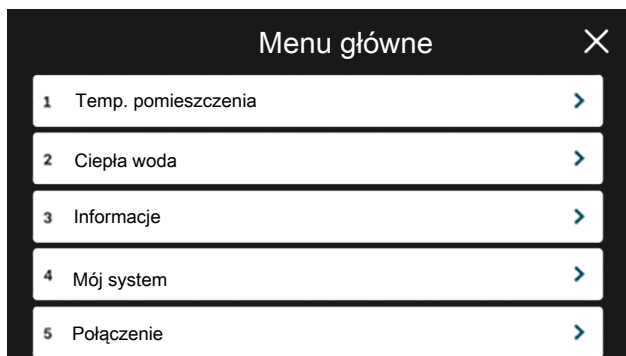 Menu główne
1 Temp. pomieszczenia
2 Ciepła woda
3 Informacje
4 Mój system
5 Połączenie